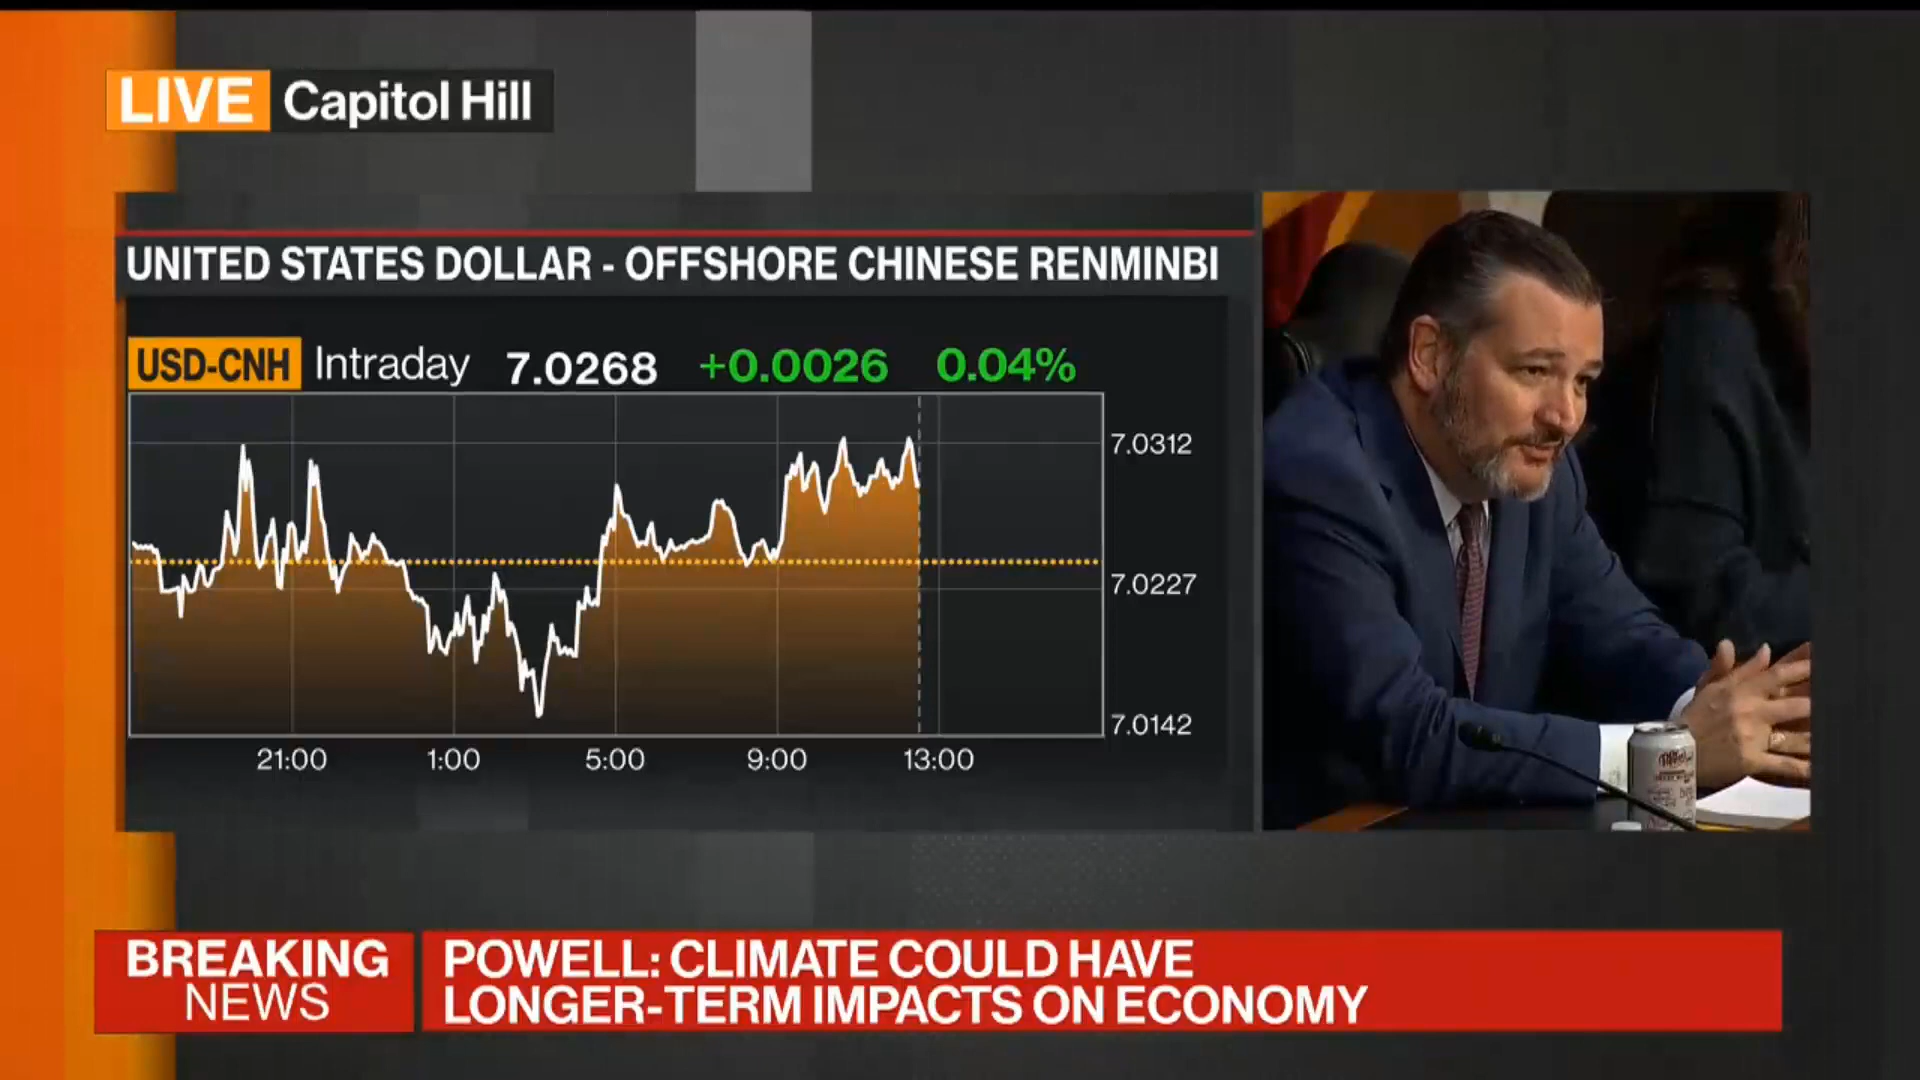 LIVE Capitol Hill
UNITED STATES DOLLAR - OFFSHORE CHINESE RENMINBI
USD-CNH Intraday 7.0268 +0.0026 0.04%
7.0312
7.0227
7.0142
21:00 1:00 5:00 9:00 13:00
BREAKING
NEWS
POWELL: CLIMATE COULD HAVE
LONGER-TERM IMPACTS ON ECONOMY